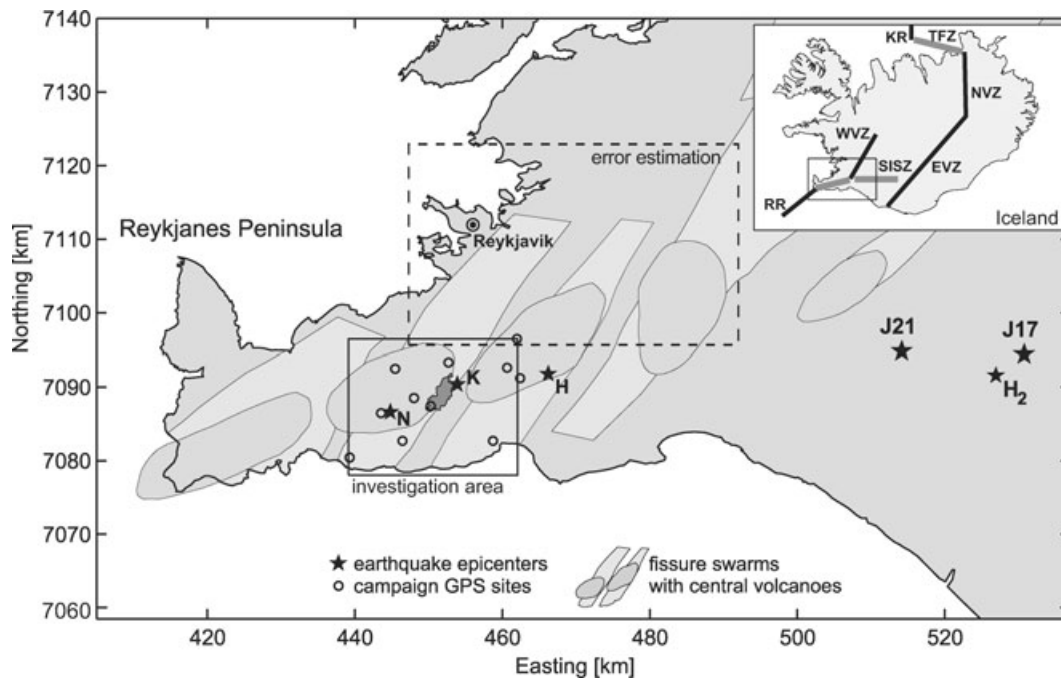 7140
7130
7120
7110
7100
7090
7080
7070
7060
Northing [km]
KR
TFZ
NVZ
WVZ
SISZ
EVZ
RR
Iceland
error estimation
Reykjanes Peninsula
Reykjavik
J21
J17
K
H
H2
N
investigation area
earthquake epicenters
campaign GPS sites
fissure swarms
with central volcanoes
420
440
460
480
500
520
Easting [km]